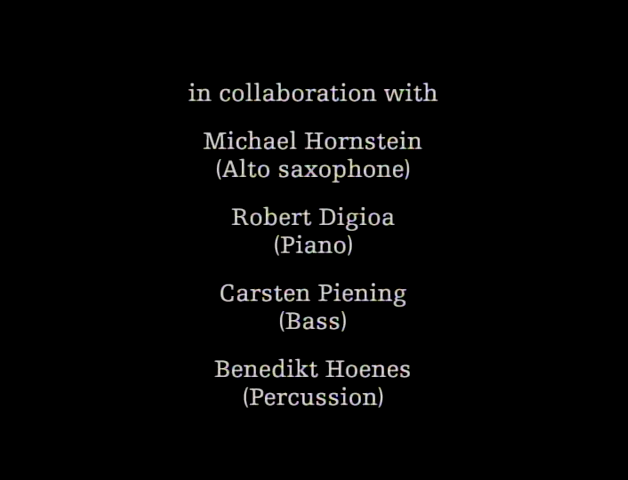 in collaboration with
Michael Hornstein
(Alto saxophone)
Robert Digioa
(Piano)
Carsten Piening
(Bass)
Benedikt Hoenes
(Percussion)